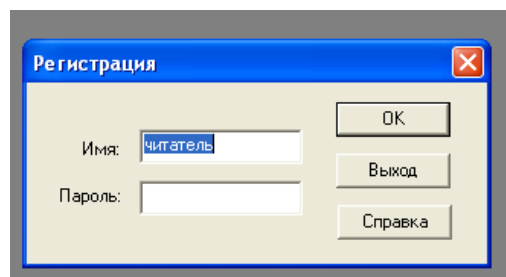 Регистрация
Имя: читатель
Пароль:
OK
Выход
Справка